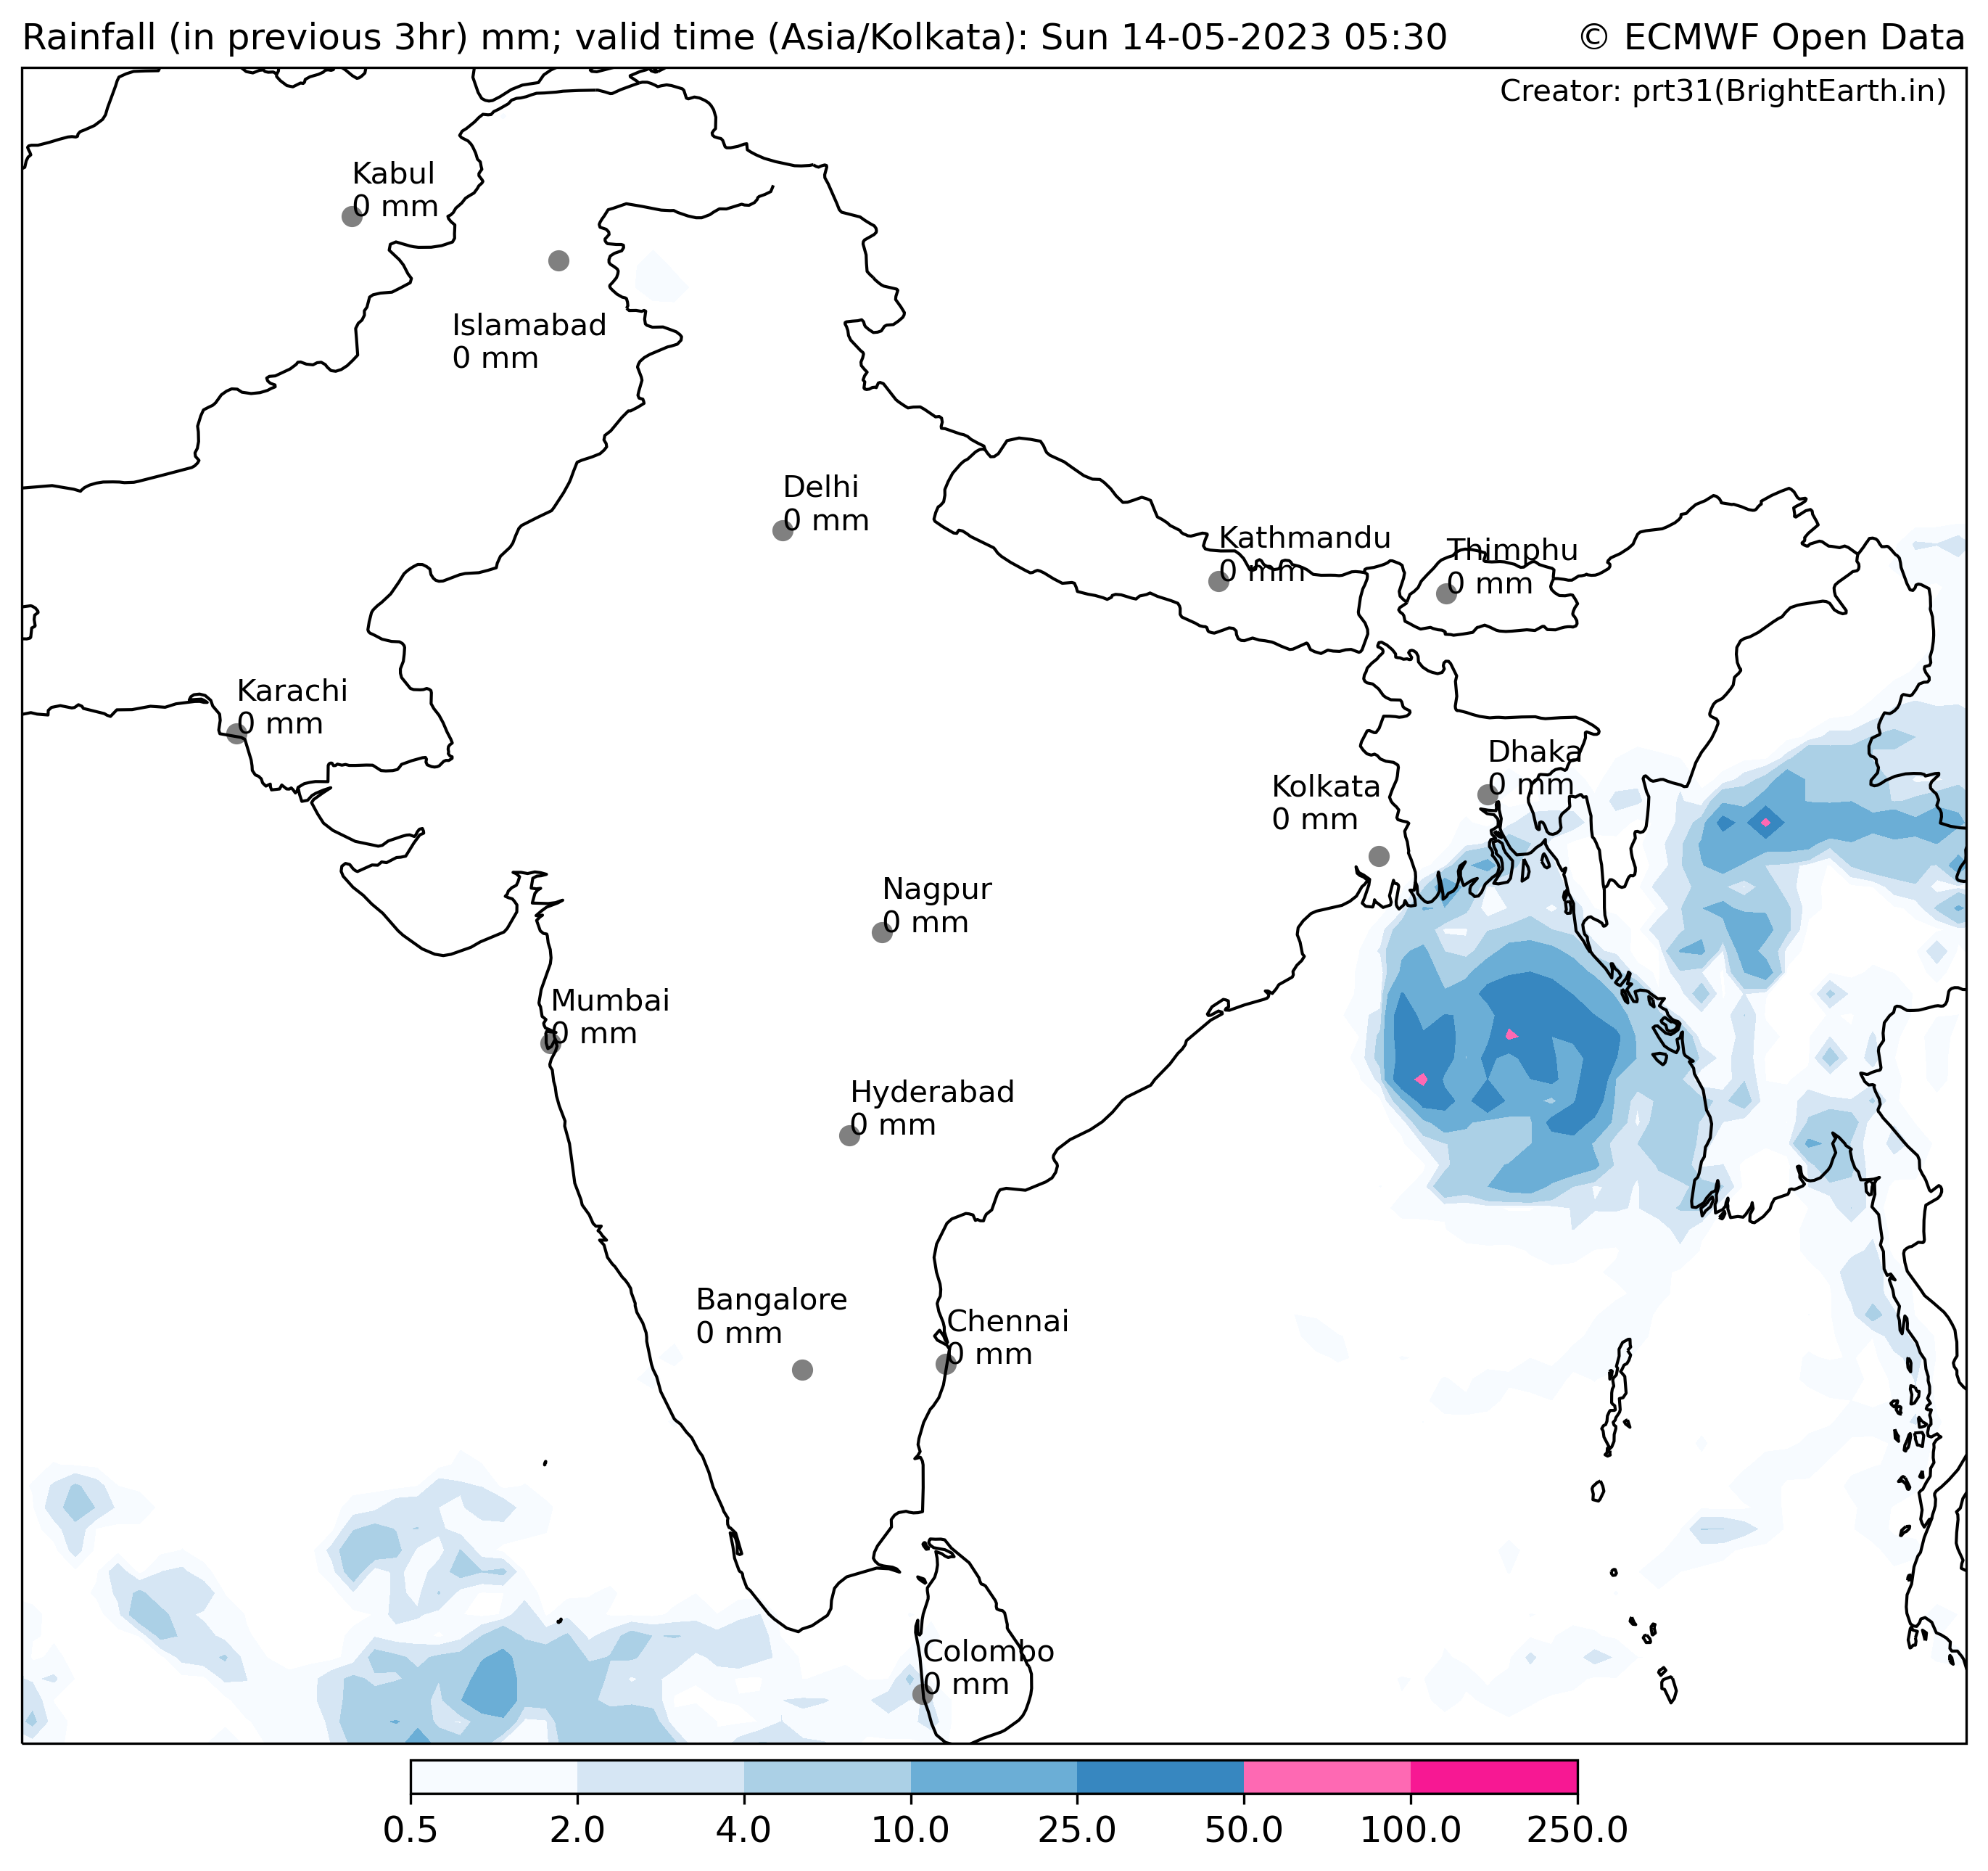 Rainfall (in previous 3hr) mm; valid time (Asia/Kolkata): Sun 14-05-2023 05:30
© ECMWF Open Data
Creator: prt31(BrightEarth.in)
Kabul
0 mm
Islamabad
0 mm
Delhi
0 mm
Kathmandu
0 mm
Thimphu
0 mm
Karachi
0 mm
Dhaka
0 mm
Kolkata
0 mm
Nagpur
0 mm
Mumbai
0 mm
Hyderabad
0 mm
Bangalore
0 mm
Chennai
0 mm
Colombo
0 mm
0.5 2.0 4.0 10.0 25.0 50.0 100.0 250.0